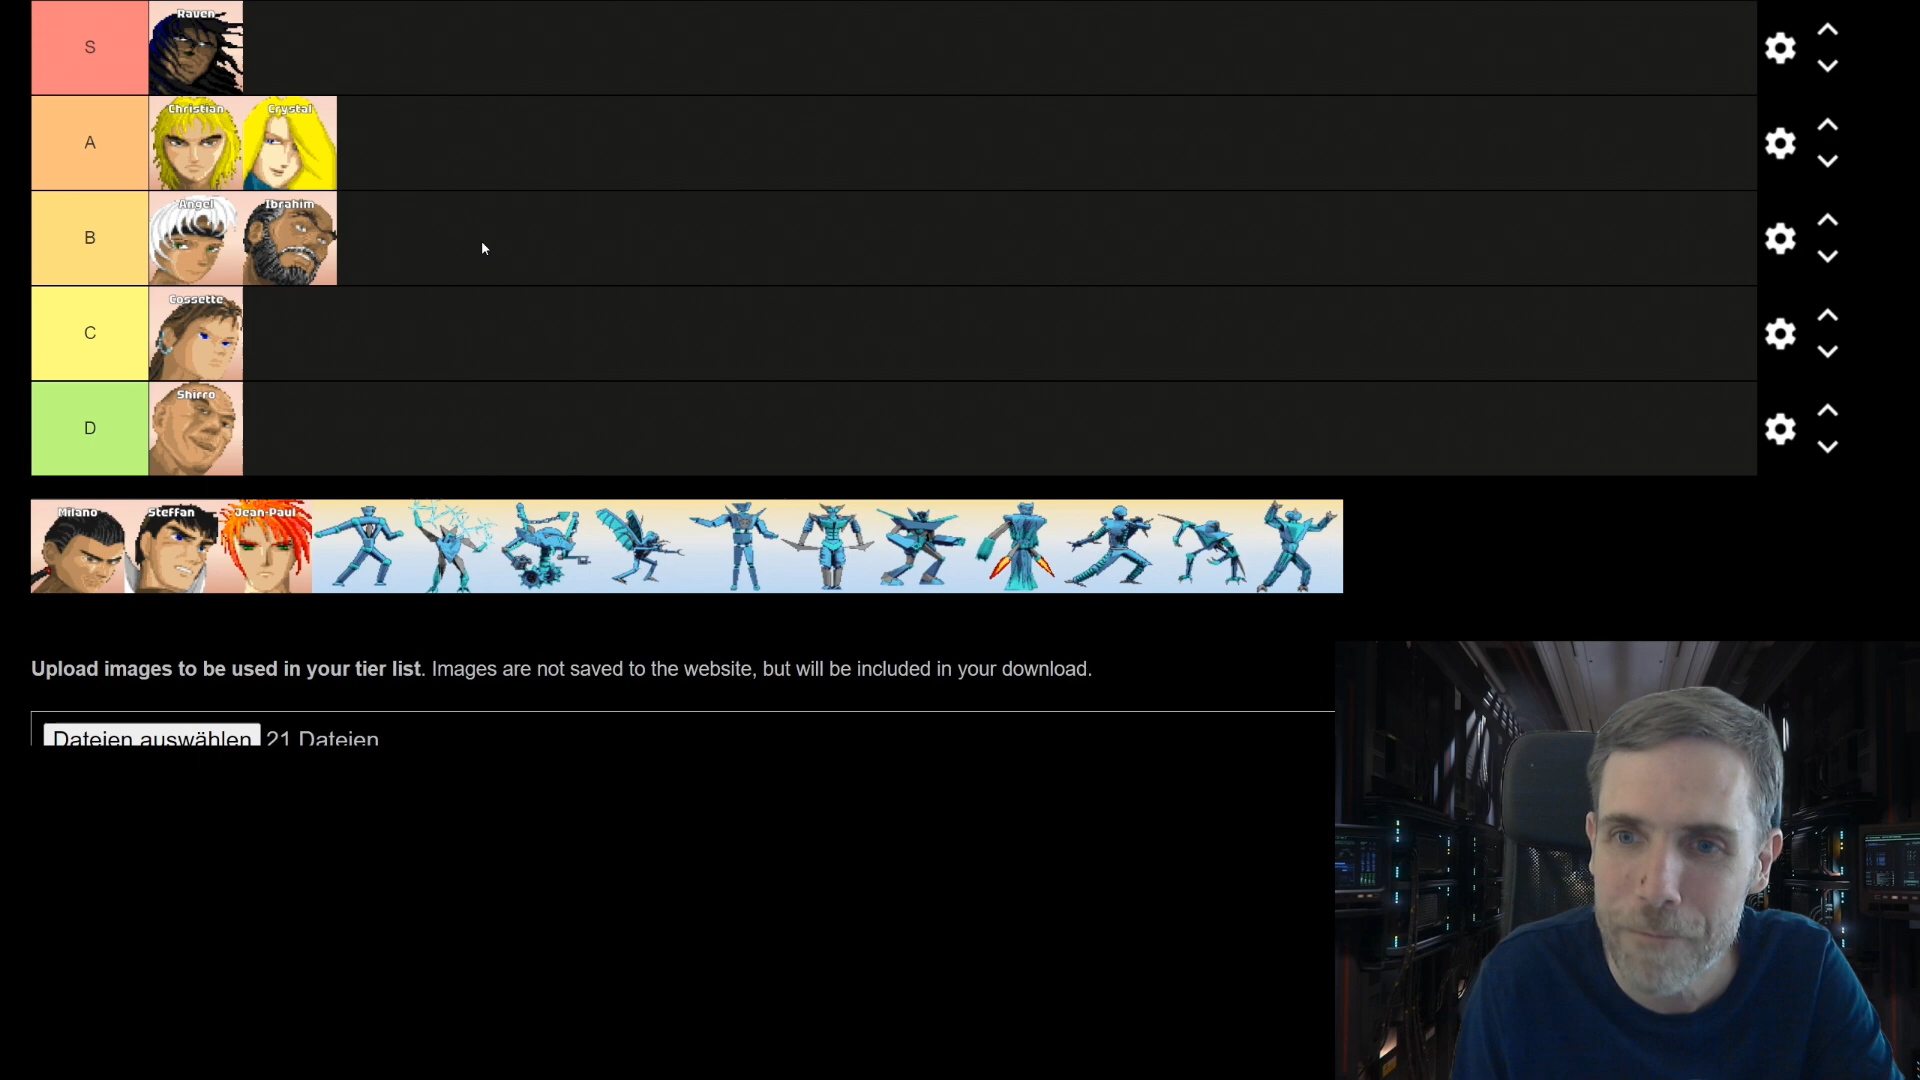 S
Raven
A
Christian
Crystal
B
Angel
Ibrahim
C
Cossette
D
Shirro
Milano
Steffan
Jean-Paul
Upload images to be used in your tier list. Images are not saved to the website, but will be included in your download.
Dateien auswählen 21 Dateien